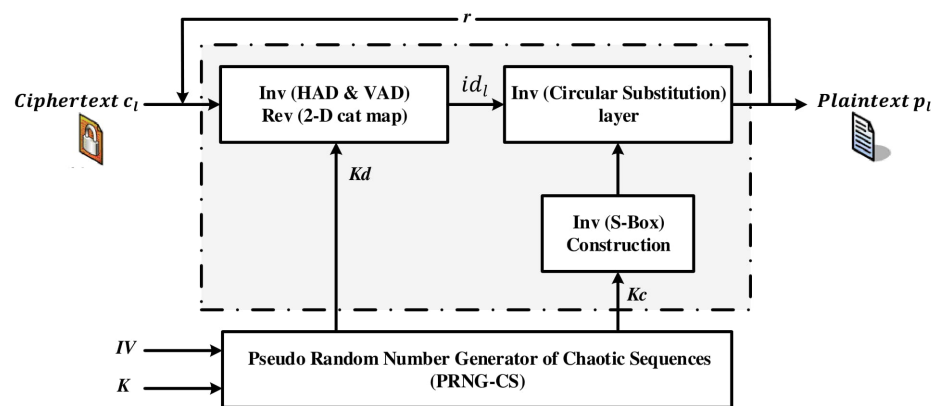 r
Ciphertext c_l
Inv (HAD & VAD)
Rev (2-D cat map)
id_l
Inv (Circular Substitution)
layer
Plaintext p_l
Kd
Inv (S-Box)
Construction
Kc
IV
K
Pseudo Random Number Generator of Chaotic Sequences
(PRNG-CS)